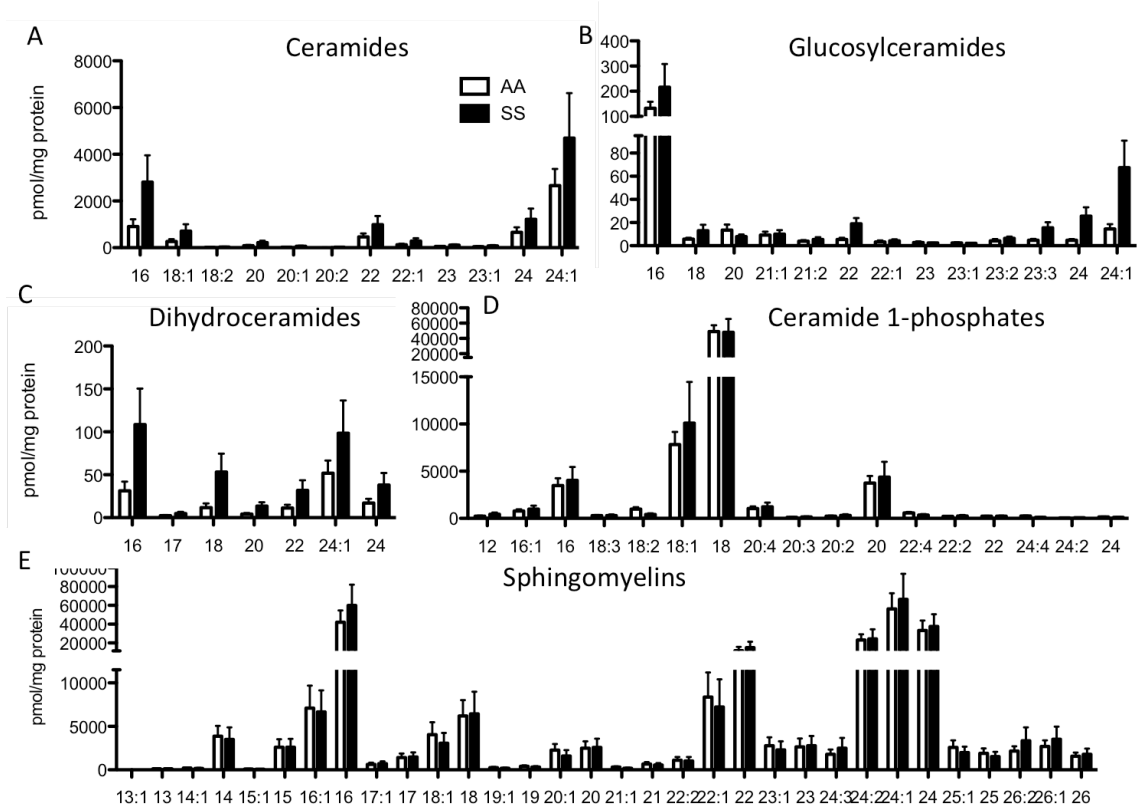 A
Ceramides
8000
6000
4000
2000
0
pmol/mg protein
AA
SS
16 18:1 18:2 20 20:1 20:2 22 22:1 23 23:1 24 24:1
B
Glucosylceramides
400
300
200
100
80
60
40
20
0
16 18 20 21:1 21:2 22 22:1 23 23:1 23:2 23:3 24 24:1
C
Dihydroceramides
200
150
100
50
0
pmol/mg protein
16 17 18 20 22 24:1 24
D
Ceramide 1-phosphates
80000
60000
40000
20000
15000
10000
5000
0
12 16:1 16 18:3 18:2 18:1 18 20:4 20:3 20:2 20 22:4 22:2 22 24:4 24:2 24
E
Sphingomyelins
100000
80000
60000
40000
20000
10000
5000
0
pmol/mg protein
13:1 13 14:1 14 15:1 15 16:1 16 17:1 17 18:1 18 19:1 19 20:1 20 21:1 21 22:2 22:1 22 23:1 23 24:3 24:2 24:1 24 25:1 25 26:2 26:1 26